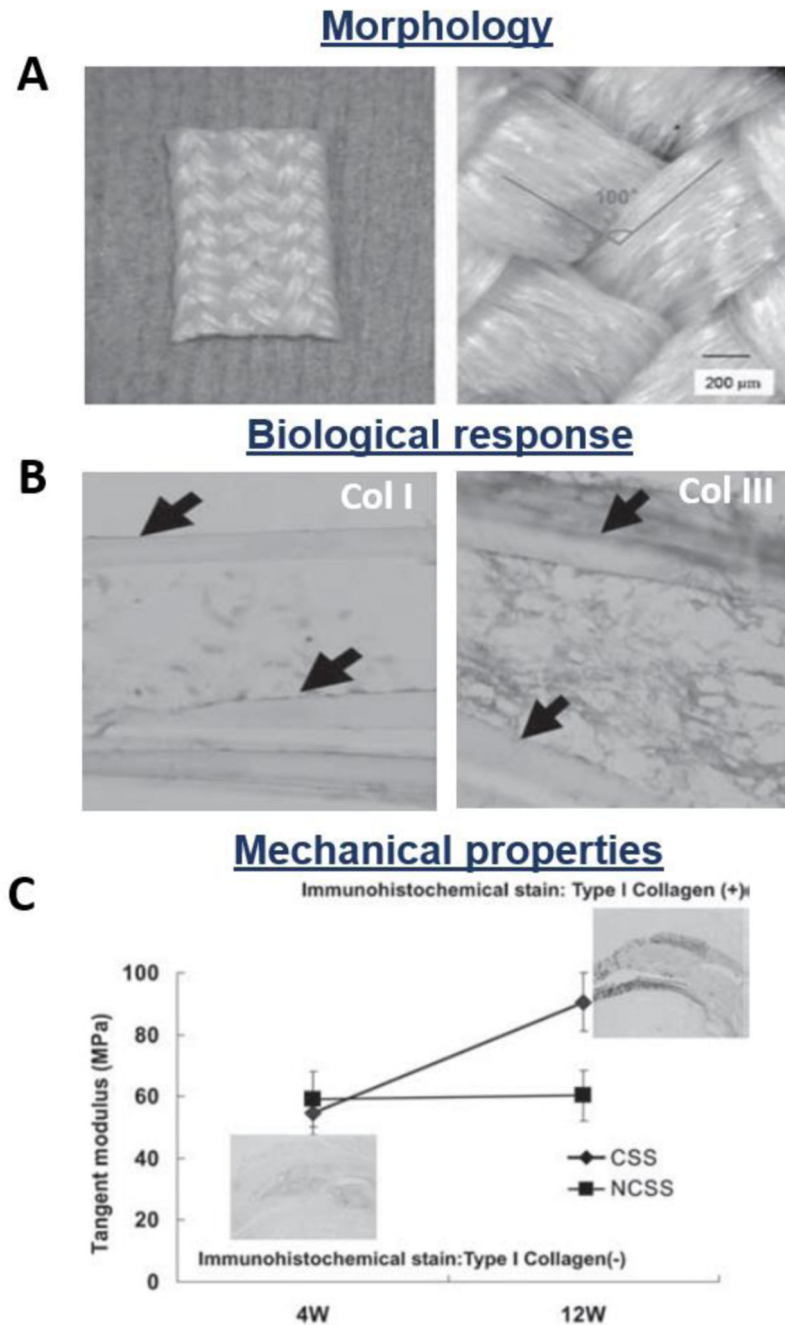 Morphology
A
100°
200 µm
Biological response
B
Col I
Col III
Mechanical properties
C
Immunohistochemical stain: Type I Collagen (+)
100
80
60
40
20
0
Tangent modulus (MPa)
CSS
NCSS
Immunohistochemical stain:Type I Collagen(-)
4W
12W